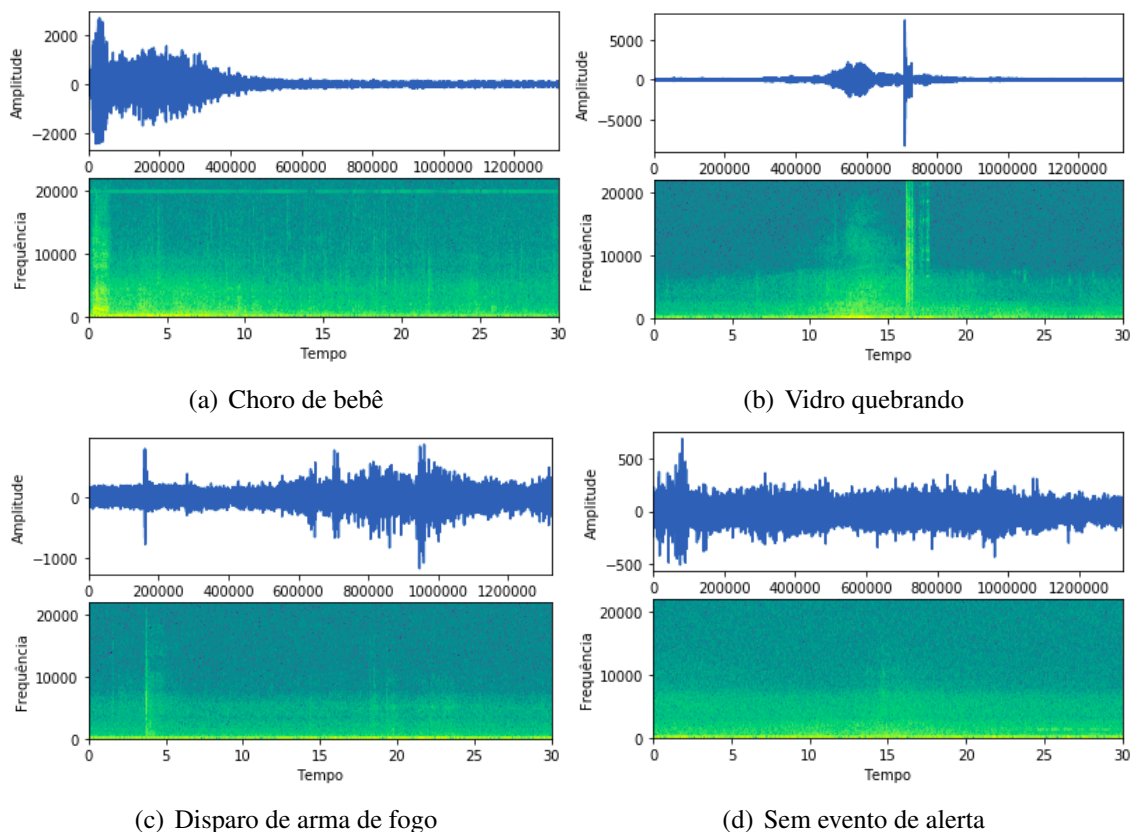 2000
0
−2000
Amplitude
0 200000 400000 600000 800000 1000000 1200000
20000
10000
0
Frequência
0 5 10 15 20 25 30
Tempo
(a) Choro de bebê
5000
0
−5000
Amplitude
0 200000 400000 600000 800000 1000000 1200000
20000
10000
0
Frequência
0 5 10 15 20 25 30
Tempo
(b) Vidro quebrando
0
−1000
Amplitude
0 200000 400000 600000 800000 1000000 1200000
20000
10000
0
Frequência
0 5 10 15 20 25 30
Tempo
(c) Disparo de arma de fogo
500
0
−500
Amplitude
0 200000 400000 600000 800000 1000000 1200000
20000
10000
0
Frequência
0 5 10 15 20 25 30
Tempo
(d) Sem evento de alerta